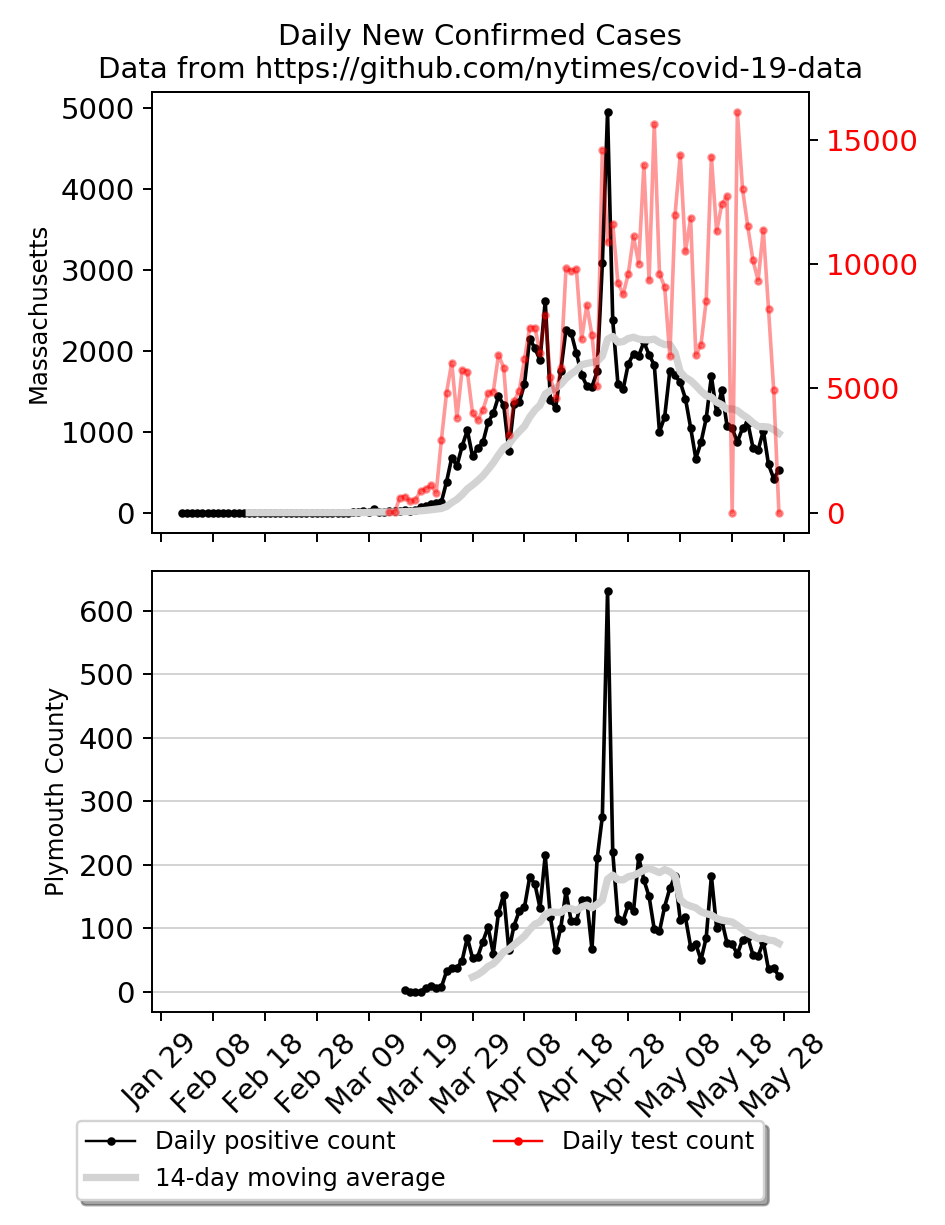 Daily New Confirmed Cases
Data from https://github.com/nytimes/covid-19-data
Massachusetts
5000
4000
3000
2000
1000
0
15000
10000
5000
0
Plymouth County
600
500
400
300
200
100
0
Jan 29
Feb 08
Feb 18
Feb 28
Mar 09
Mar 19
Mar 29
Apr 08
Apr 18
Apr 28
May 08
May 18
May 28
Daily positive count
14-day moving average
Daily test count